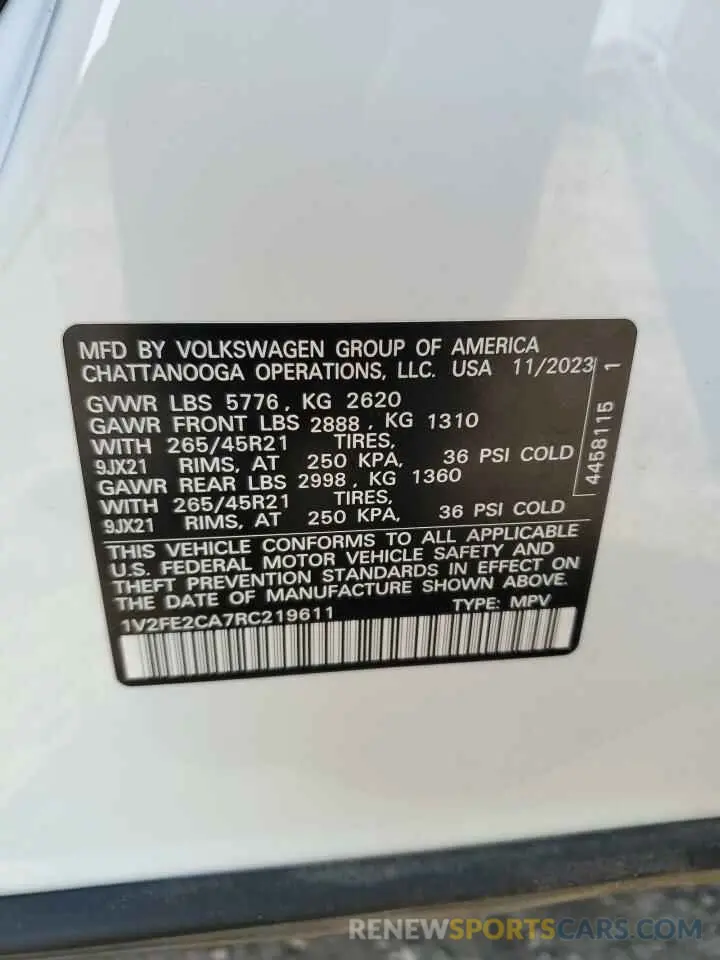 MFD BY VOLKSWAGEN GROUP OF AMERICA
CHATTANOOGA OPERATIONS, LLC. USA 11/2023
GVWR LBS 5776, KG 2620
GAWR FRONT LBS 2888, KG 1310
WITH 265/45R21 TIRES,
9JX21 RIMS, AT 250 KPA, 36 PSI COLD
GAWR REAR LBS 2998, KG 1360
WITH 265/45R21 TIRES,
9JX21 RIMS, AT 250 KPA, 36 PSI COLD
THIS VEHICLE CONFORMS TO ALL APPLICABLE
U.S. FEDERAL MOTOR VEHICLE SAFETY AND
THEFT PREVENTION STANDARDS IN EFFECT ON
THE DATE OF MANUFACTURE SHOWN ABOVE.
1V2FE2CA7RC219611 TYPE: MPV
4458115 1
RENEWSPORTSCARS.COM